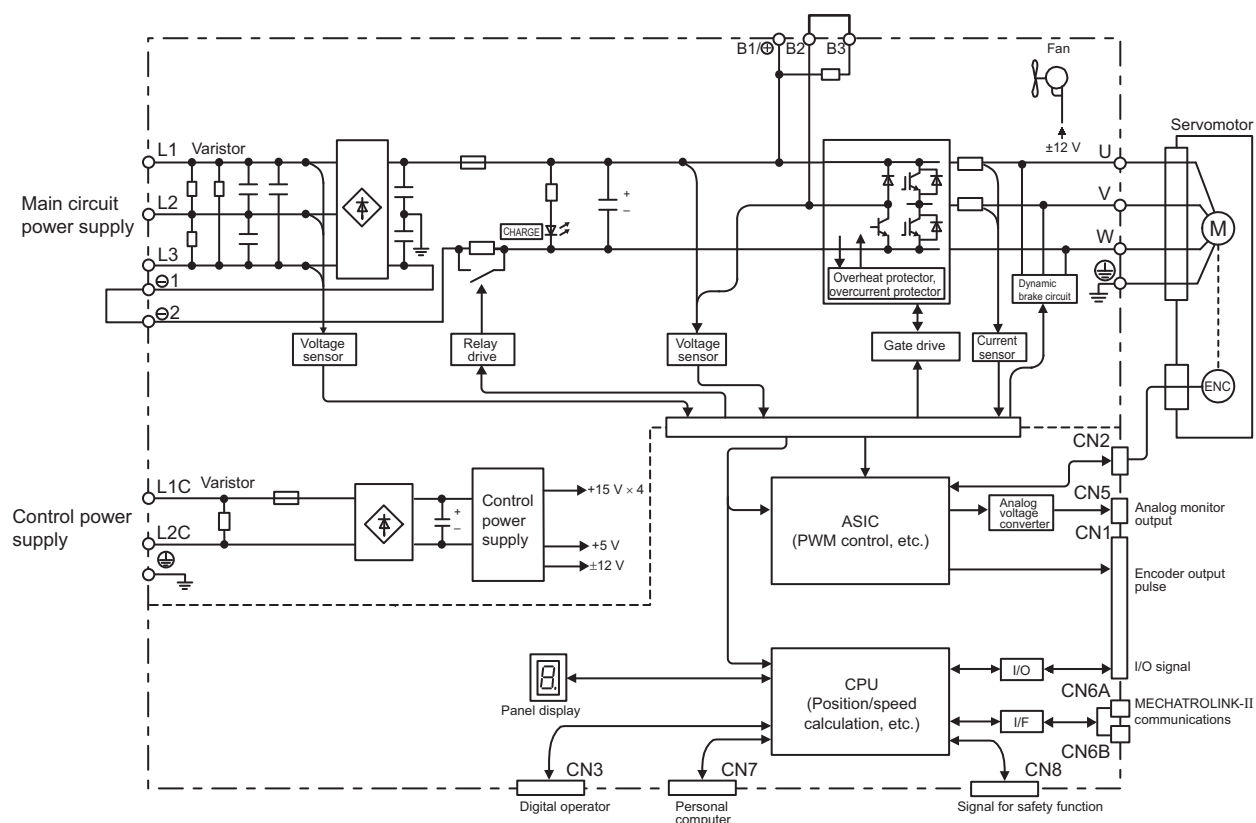 B1/⊕ B2 B3
Fan
±12 V
Servomotor
Main circuit
power supply
L1
Varistor
L2
L3
⊖1
⊖2
CHARGE
+
–
Overheat protector,
overcurrent protector
U
V
W
M
Dynamic
brake circuit
Voltage
sensor
Relay
drive
Voltage
sensor
Gate drive
Current
sensor
ENC
Control power
supply
L1C
Varistor
L2C
+
–
Control
power
supply
+15 V × 4
+5 V
±12 V
ASIC
(PWM control, etc.)
Analog
voltage
converter
CN2
CN5
Analog monitor
output
CN1
Encoder output
pulse
I/O signal
8.
Panel display
CPU
(Position/speed
calculation, etc.)
I/O
I/F
CN6A
MECHATROLINK-II
communications
CN6B
CN3
Digital operator
CN7
Personal
computer
CN8
Signal for safety function